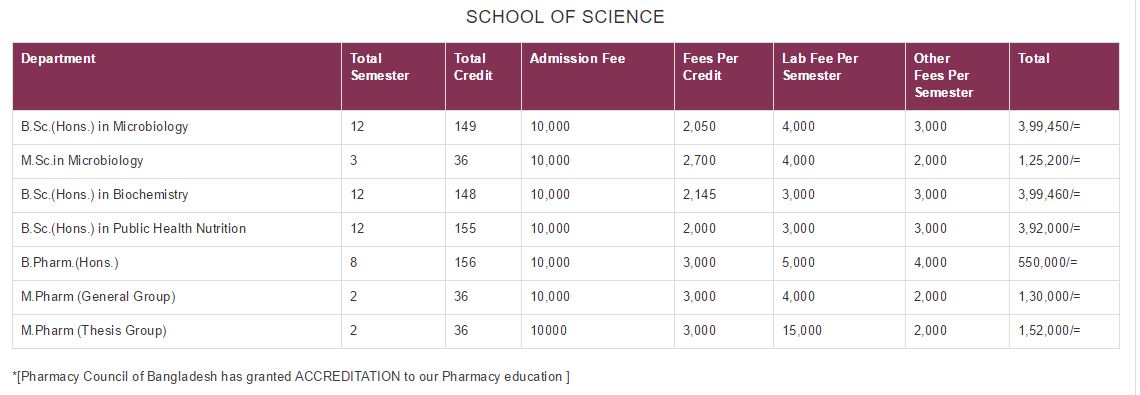 SCHOOL OF SCIENCE
Department Total Semester Total Credit Admission Fee Fees Per Credit Lab Fee Per Semester Other Fees Per Semester Total
B.Sc.(Hons.) in Microbiology 12 149 10,000 2,050 4,000 3,000 3,99,450/=
M.Sc.in Microbiology 3 36 10,000 2,700 4,000 2,000 1,25,200/=
B.Sc.(Hons.) in Biochemistry 12 148 10,000 2,145 3,000 3,000 3,99,460/=
B.Sc.(Hons.) in Public Health Nutrition 12 155 10,000 2,000 3,000 3,000 3,92,000/=
B.Pharm.(Hons.) 8 156 10,000 3,000 5,000 4,000 550,000/=
M.Pharm (General Group) 2 36 10,000 3,000 4,000 2,000 1,30,000/=
M.Pharm (Thesis Group) 2 36 10000 3,000 15,000 2,000 1,52,000/=
*[Pharmacy Council of Bangladesh has granted ACCREDITATION to our Pharmacy education ]